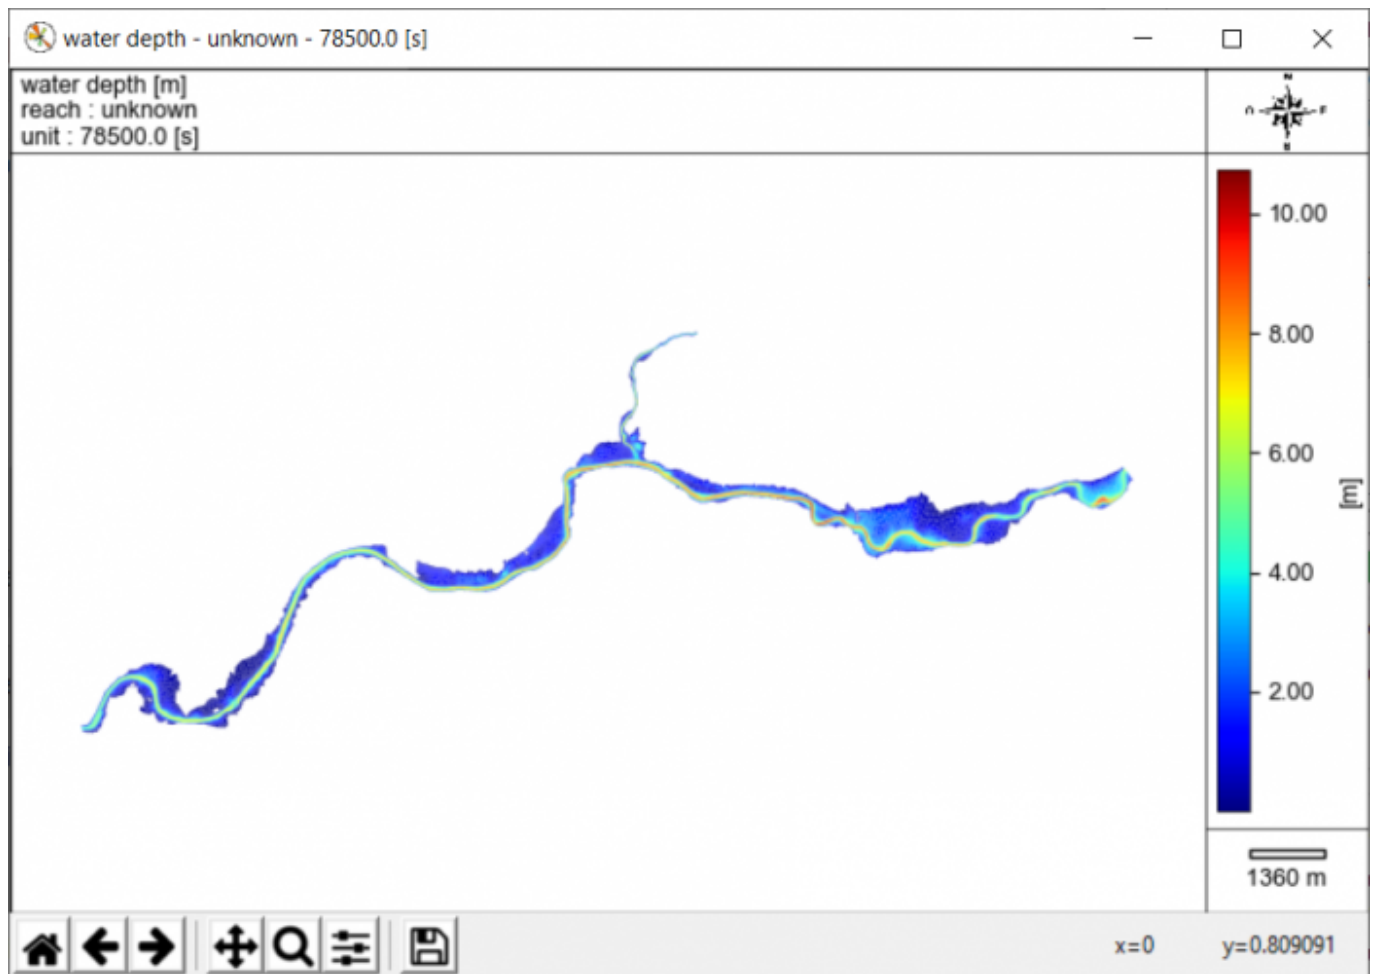 water depth - unknown - 78500.0 [s]
water depth [m]
reach : unknown
unit : 78500.0 [s]
N
O
E
10.00
8.00
6.00
4.00
2.00
[m]
1360 m
x=0 y=0.809091